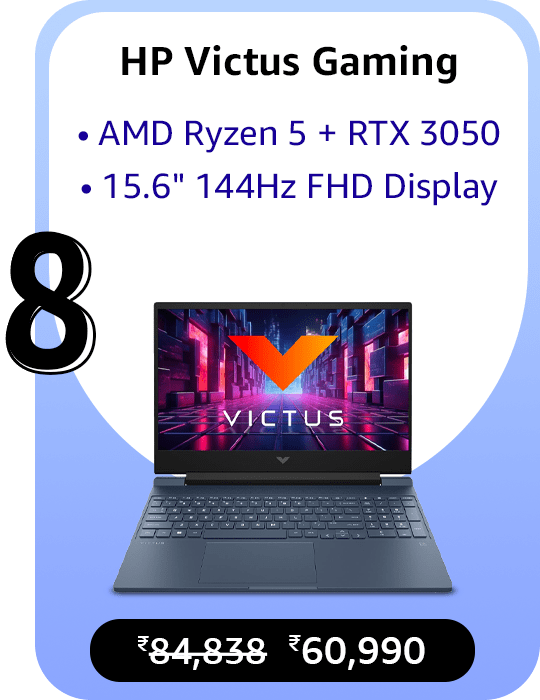 HP Victus Gaming
• AMD Ryzen 5 + RTX 3050
• 15.6" 144Hz FHD Display
8
VICTUS
₹84,838 ₹60,990